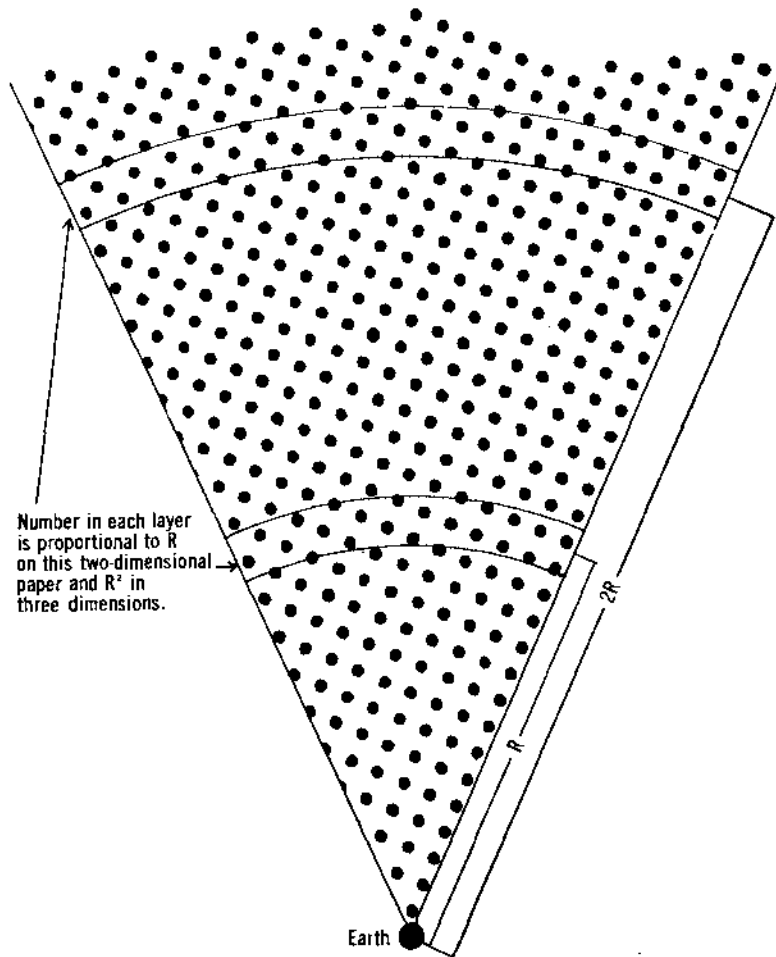 Number in each layer
is proportional to R
on this two-dimensional
paper and R² in
three dimensions.
2R
R
Earth